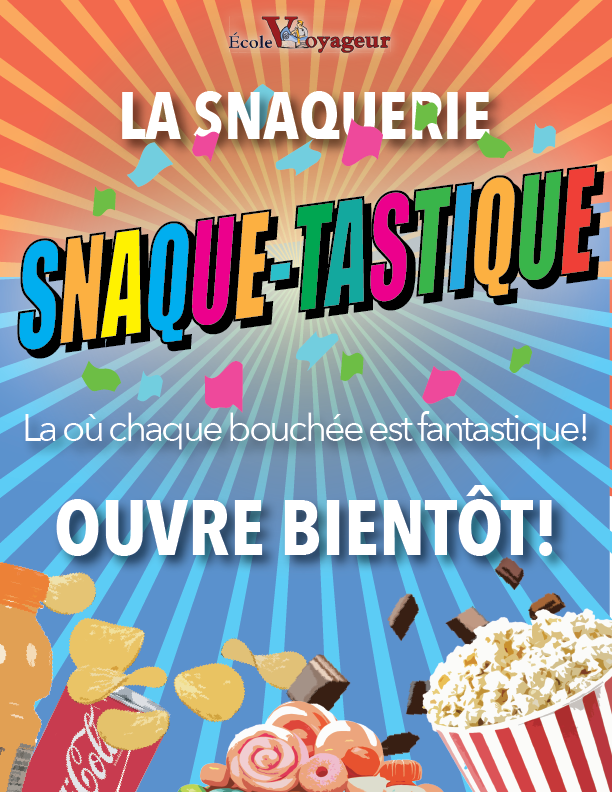 École Voyageur
LA SNAQUERIE
SNAQUE-TASTIQUE
La où chaque bouchée est fantastique!
OUVRE BIENTÔT!